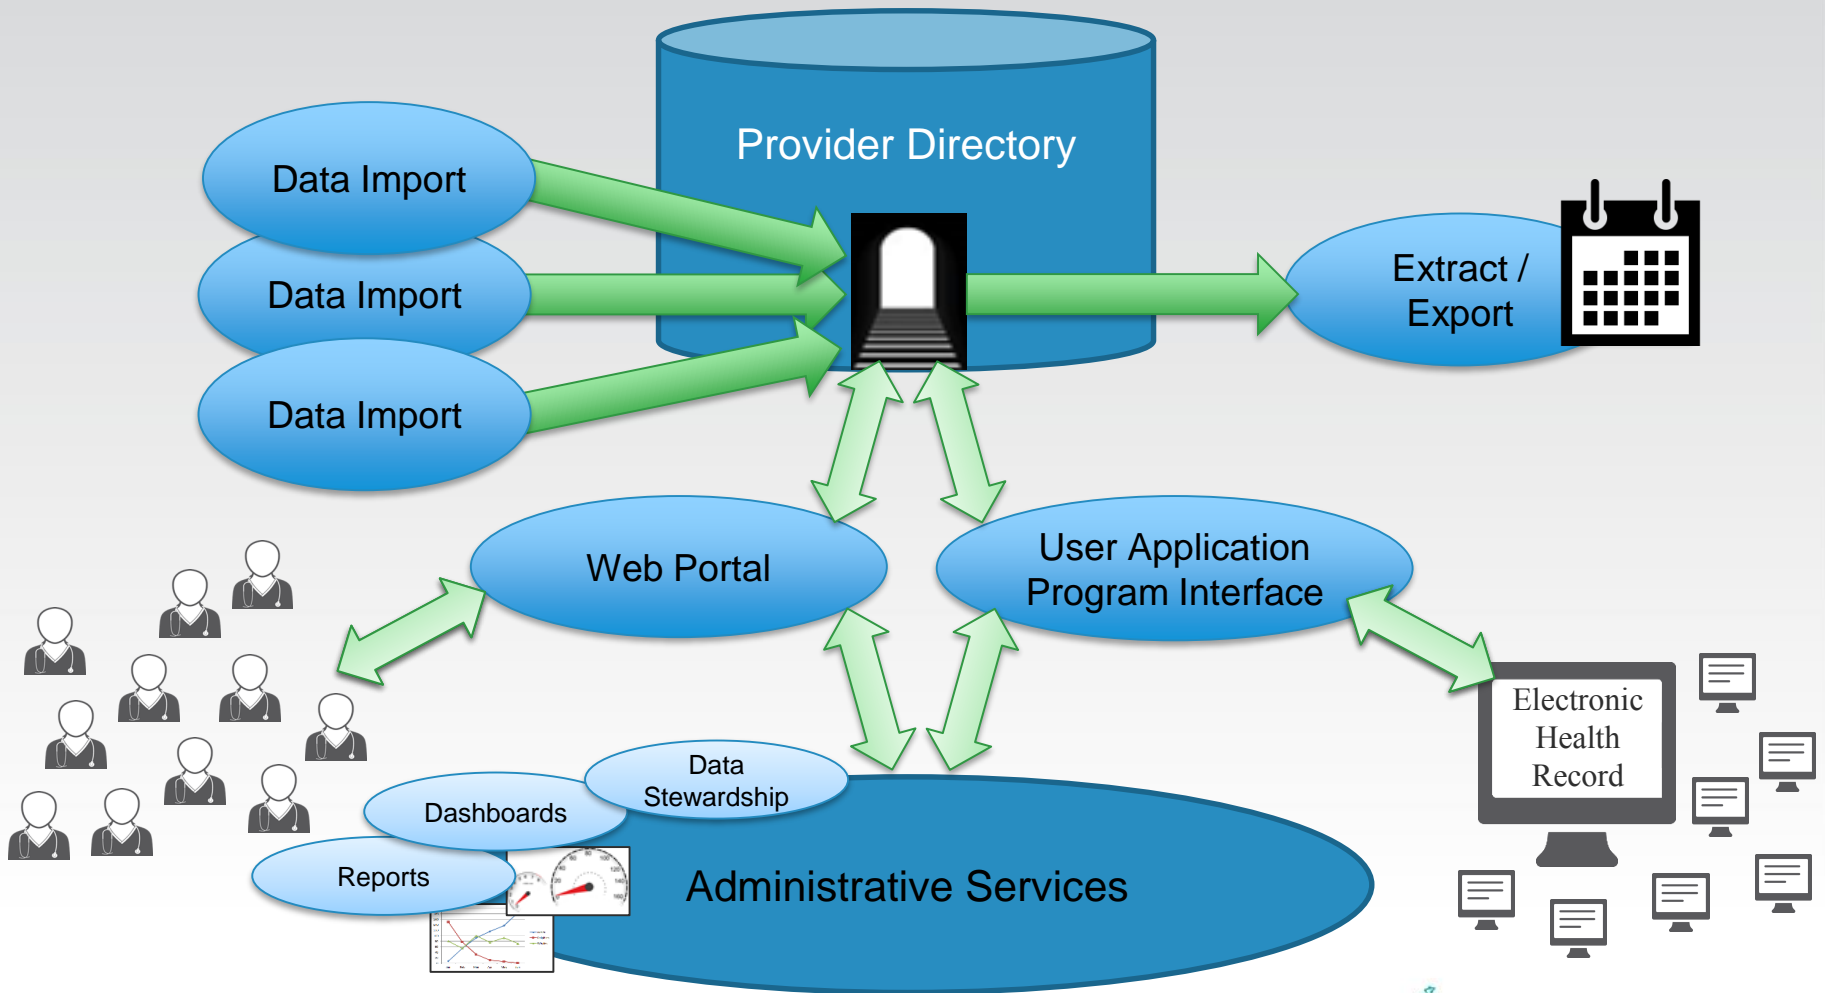 Provider Directory
Data Import
Data Import
Data Import
Extract /
Export
Web Portal
User Application
Program Interface
Electronic
Health
Record
Data
Stewardship
Dashboards
Reports
Administrative Services